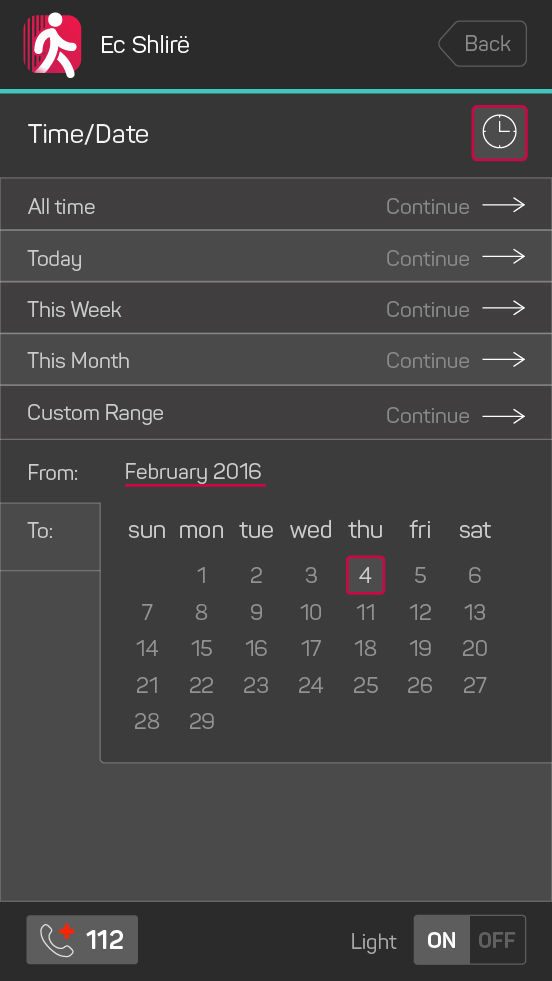 Ec Shlirë
Back
Time/Date
All time Continue
Today Continue
This Week Continue
This Month Continue
Custom Range Continue
From: February 2016
To:
sun mon tue wed thu fri sat
1 2 3 4 5 6
7 8 9 10 11 12 13
14 15 16 17 18 19 20
21 22 23 24 25 26 27
28 29
112
Light ON OFF